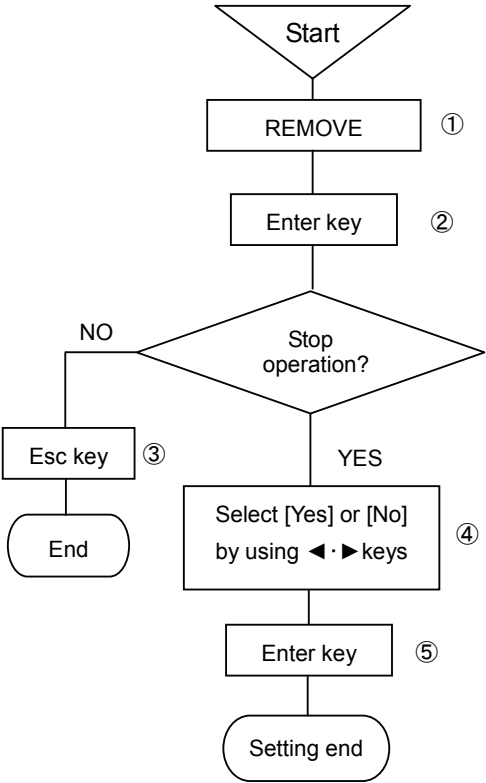 Start
REMOVE ①
Enter key ②
Stop
operation?
NO
Esc key ③
YES
End
Select [Yes] or [No]
by using ◄·►keys ④
Enter key ⑤
Setting end